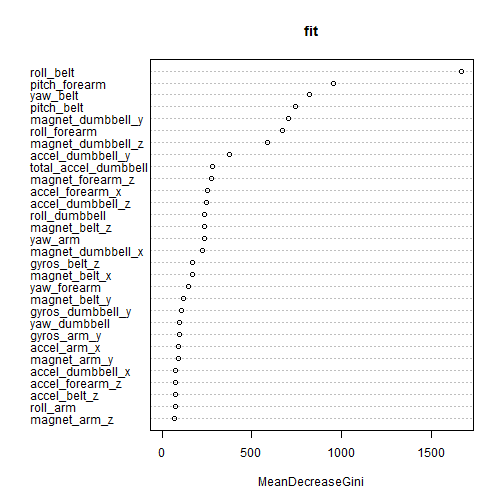 fit
roll_belt
pitch_forearm
yaw_belt
pitch_belt
magnet_dumbbell_y
roll_forearm
magnet_dumbbell_z
accel_dumbbell_y
total_accel_dumbbell
magnet_forearm_z
accel_forearm_x
accel_dumbbell_z
roll_dumbbell
magnet_belt_z
yaw_arm
magnet_dumbbell_x
gyros_belt_z
magnet_belt_x
yaw_forearm
magnet_belt_y
gyros_dumbbell_y
yaw_dumbbell
gyros_arm_y
accel_arm_x
magnet_arm_y
accel_dumbbell_x
accel_forearm_z
accel_belt_z
roll_arm
magnet_arm_z
0 500 1000 1500
MeanDecreaseGini